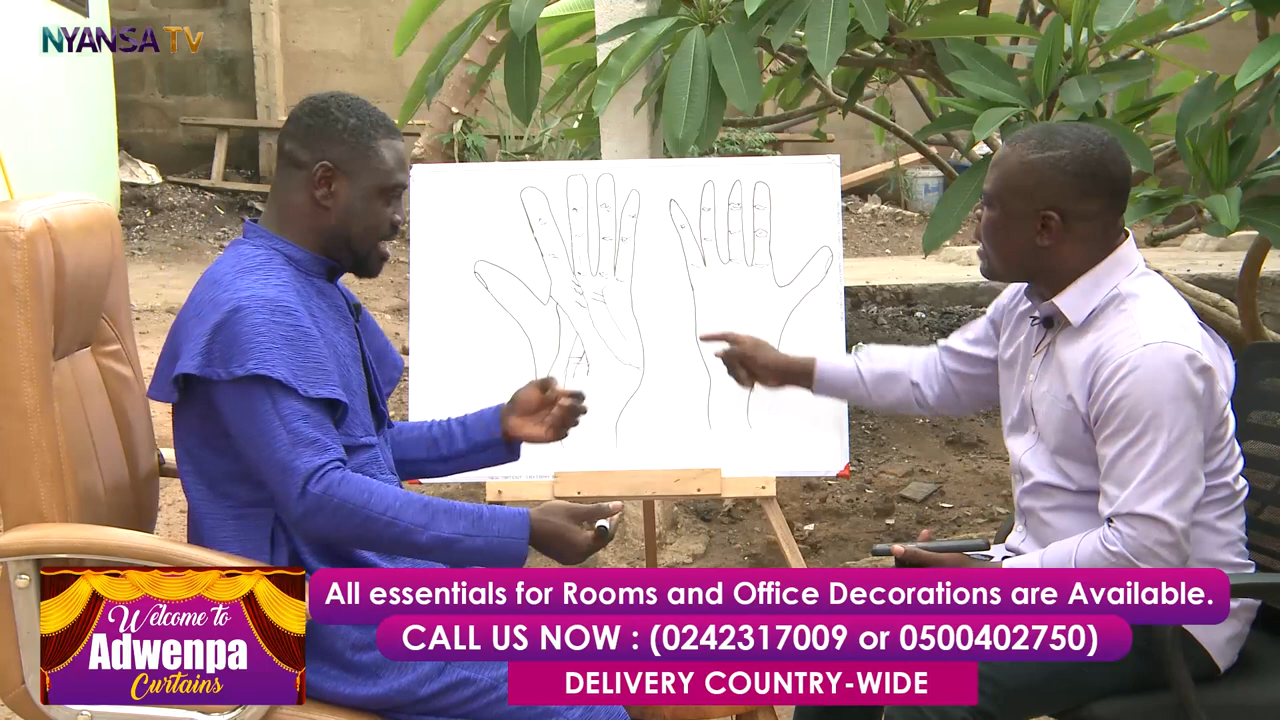 NYANSA TV
Welcome to
Adwenpa
Curtains
All essentials for Rooms and Office Decorations are Available.
CALL US NOW : (0242317009 or 0500402750)
DELIVERY COUNTRY-WIDE